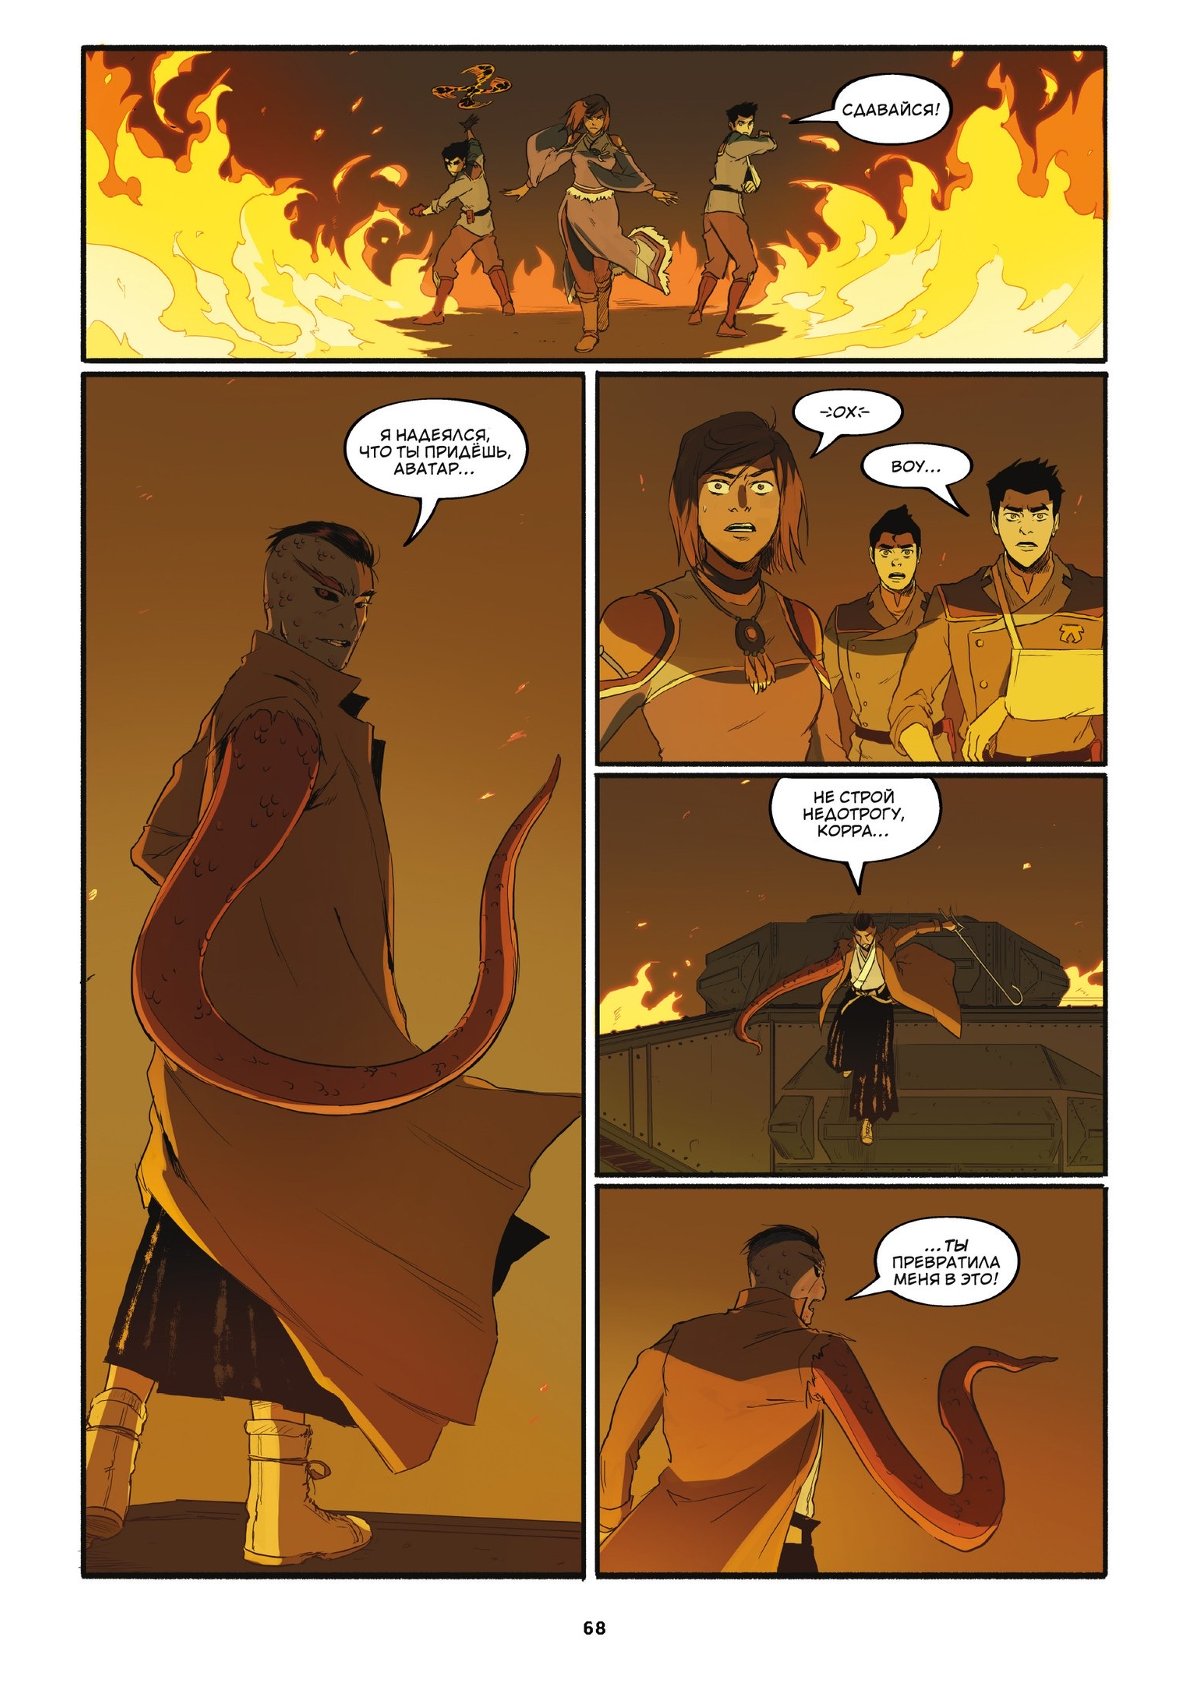 СДАВАЙСЯ!
Я НАДЕЯЛСЯ,
ЧТО ТЫ ПРИДЁШЬ,
АВАТАР...
-ОХ-
ВОУ...
НЕ СТРОЙ
НЕДОТРОГУ,
КОРРА...
...ТЫ
ПРЕВРАТИЛА
МЕНЯ В ЭТО!
68